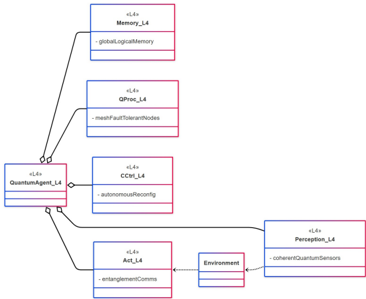 «L4»
Memory_L4
- globalLogicalMemory
«L4»
QProc_L4
- meshFaultTolerantNodes
«L4»
QuantumAgent_L4
«L4»
CCtrl_L4
- autonomousReconfig
«L4»
Perception_L4
- coherentQuantumSensors
«L4»
Act_L4
- entanglementComms
Environment